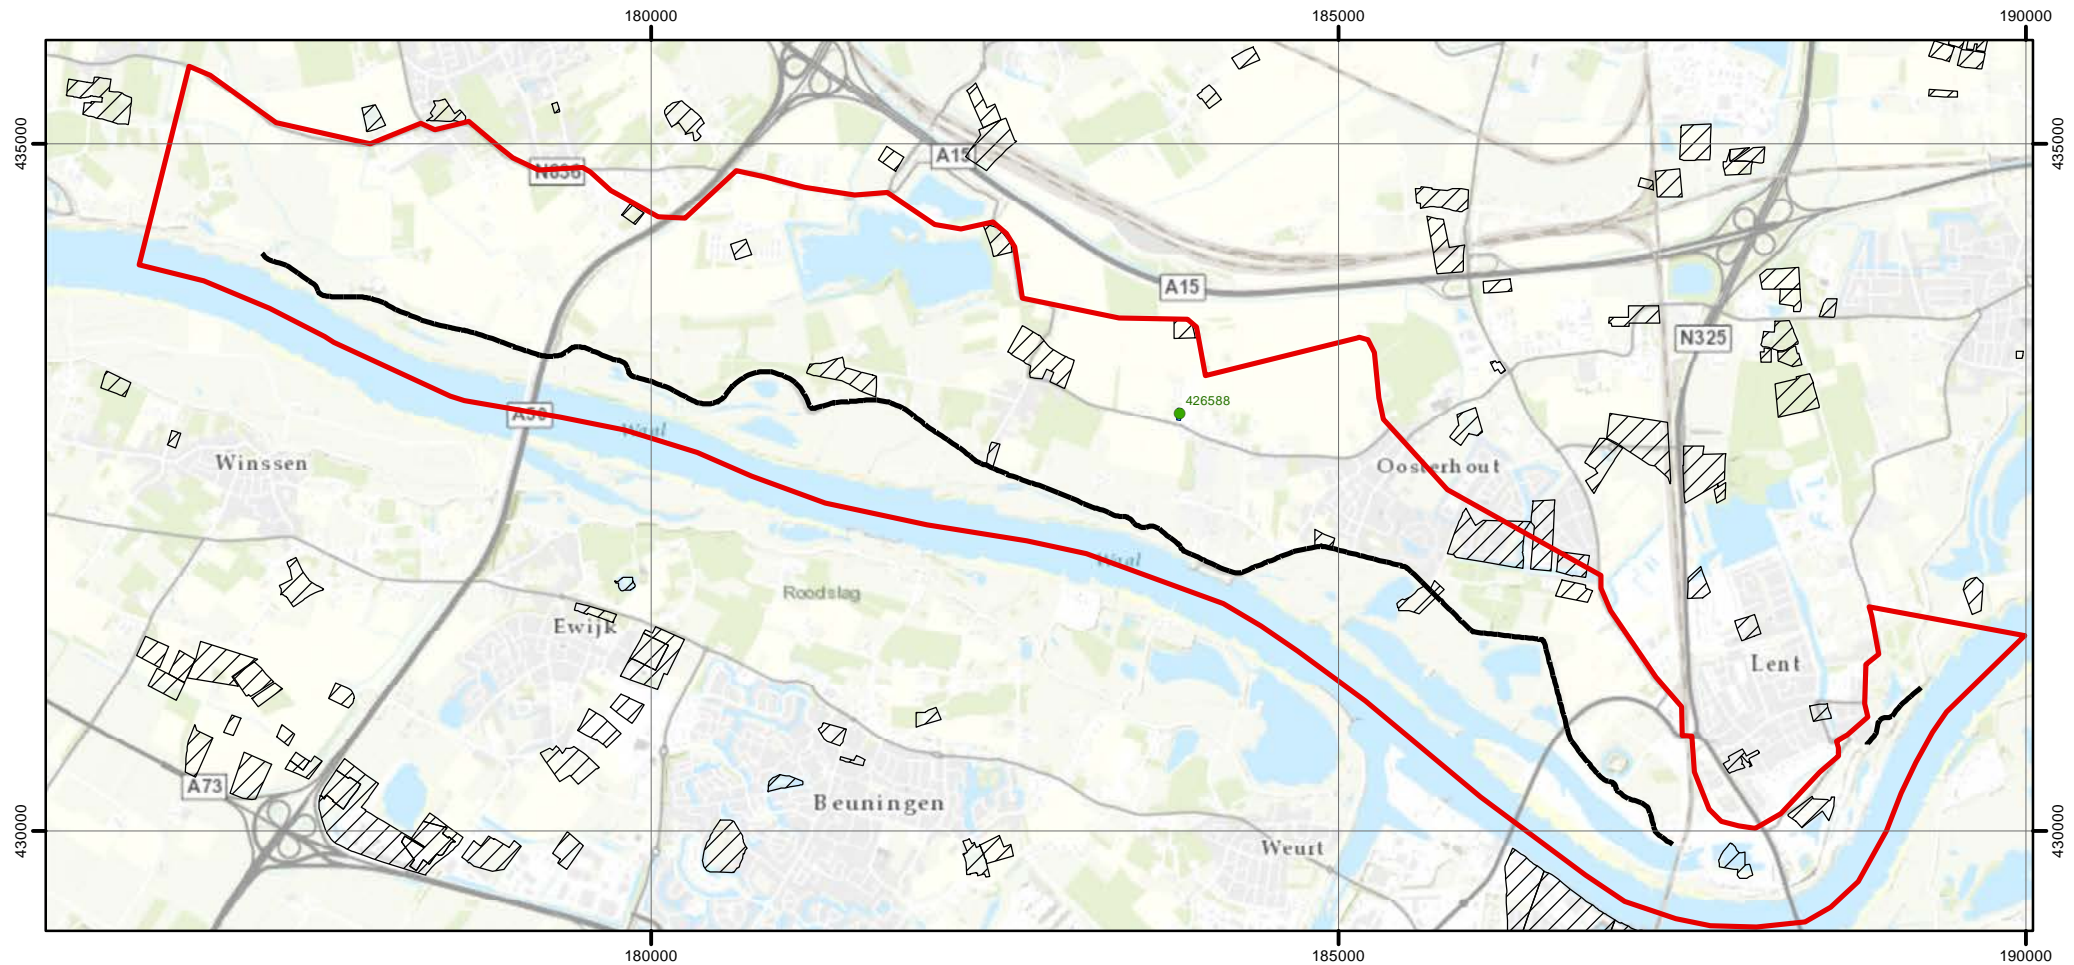 180000
185000
190000
435000
435000
A15
N836
A15
N325
426588
A50
Waal
Winssen
Oosterhout
Waal
Roodslag
Ewijk
Lent
A73
Beuningen
Weurt
430000
430000
180000
185000
190000